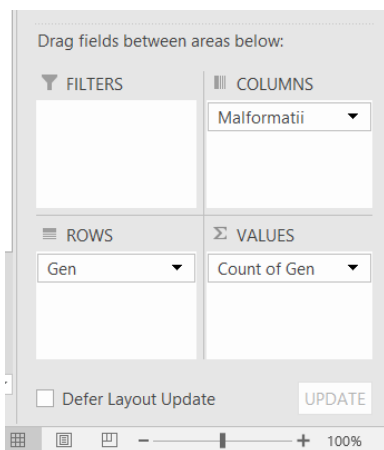 Drag fields between areas below:
FILTERS
COLUMNS
Malformatii
ROWS
Σ VALUES
Gen
Count of Gen
Defer Layout Update
UPDATE
100%